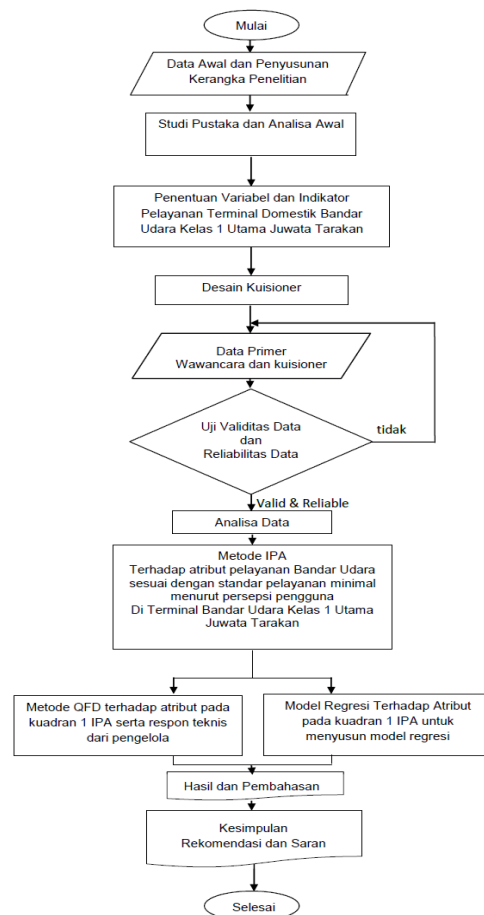 Mulai
Data Awal dan Penyusunan
Kerangka Penelitian
Studi Pustaka dan Analisa Awal
Penentuan Variabel dan Indikator
Pelayanan Terminal Domestik Bandar
Udara Kelas 1 Utama Juwata Tarakan
Desain Kuisioner
Data Primer
Wawancara dan kuisioner
Uji Validitas Data
dan
Reliabilitas Data
tidak
Valid & Reliable
Analisa Data
Metode IPA
Terhadap atribut pelayanan Bandar Udara
sesuai dengan standar pelayanan minimal
menurut persepsi pengguna
Di Terminal Bandar Udara Kelas 1 Utama
Juwata Tarakan
Metode QFD terhadap atribut pada
kuadran 1 IPA serta respon teknis
dari pengelola
Model Regresi Terhadap Atribut
pada kuadran 1 IPA untuk
menyusun model regresi
Hasil dan Pembahasan
Kesimpulan
Rekomendasi dan Saran
Selesai